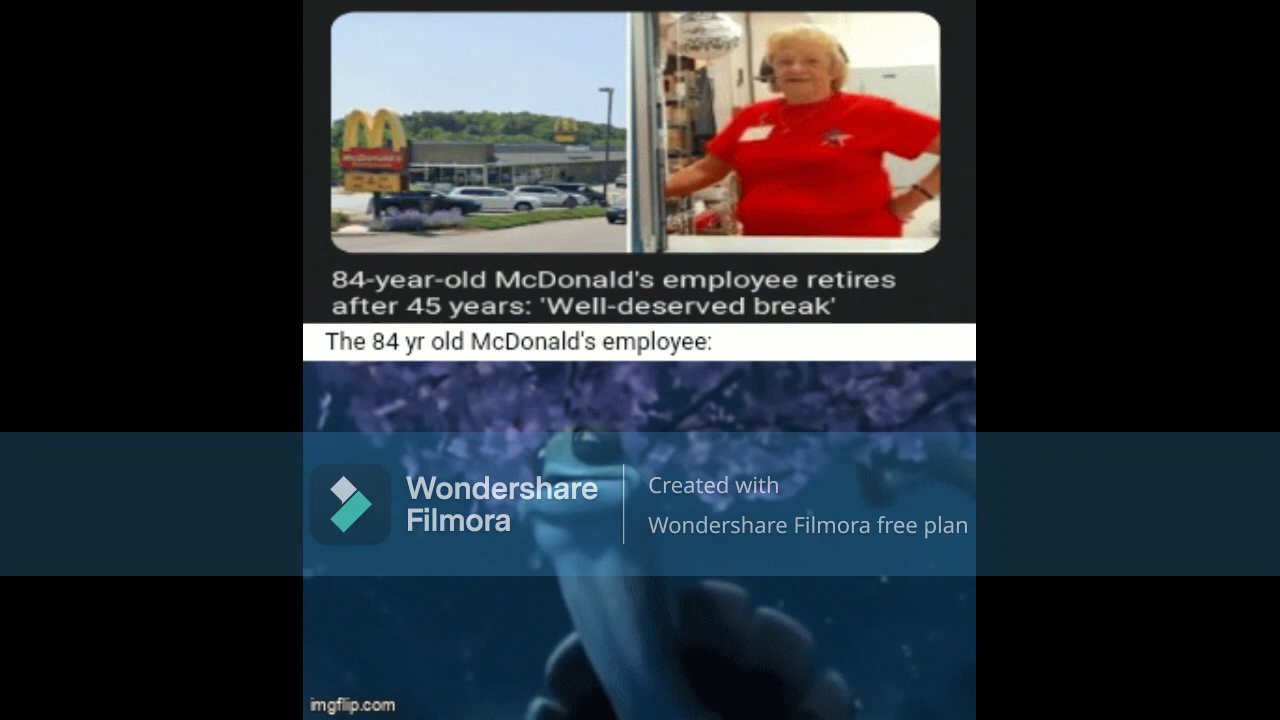 McDonald's
84-year-old McDonald's employee retires
after 45 years: 'Well-deserved break'
The 84 yr old McDonald's employee:
Wondershare
Filmora
Created with
Wondershare Filmora free plan
imgflip.com